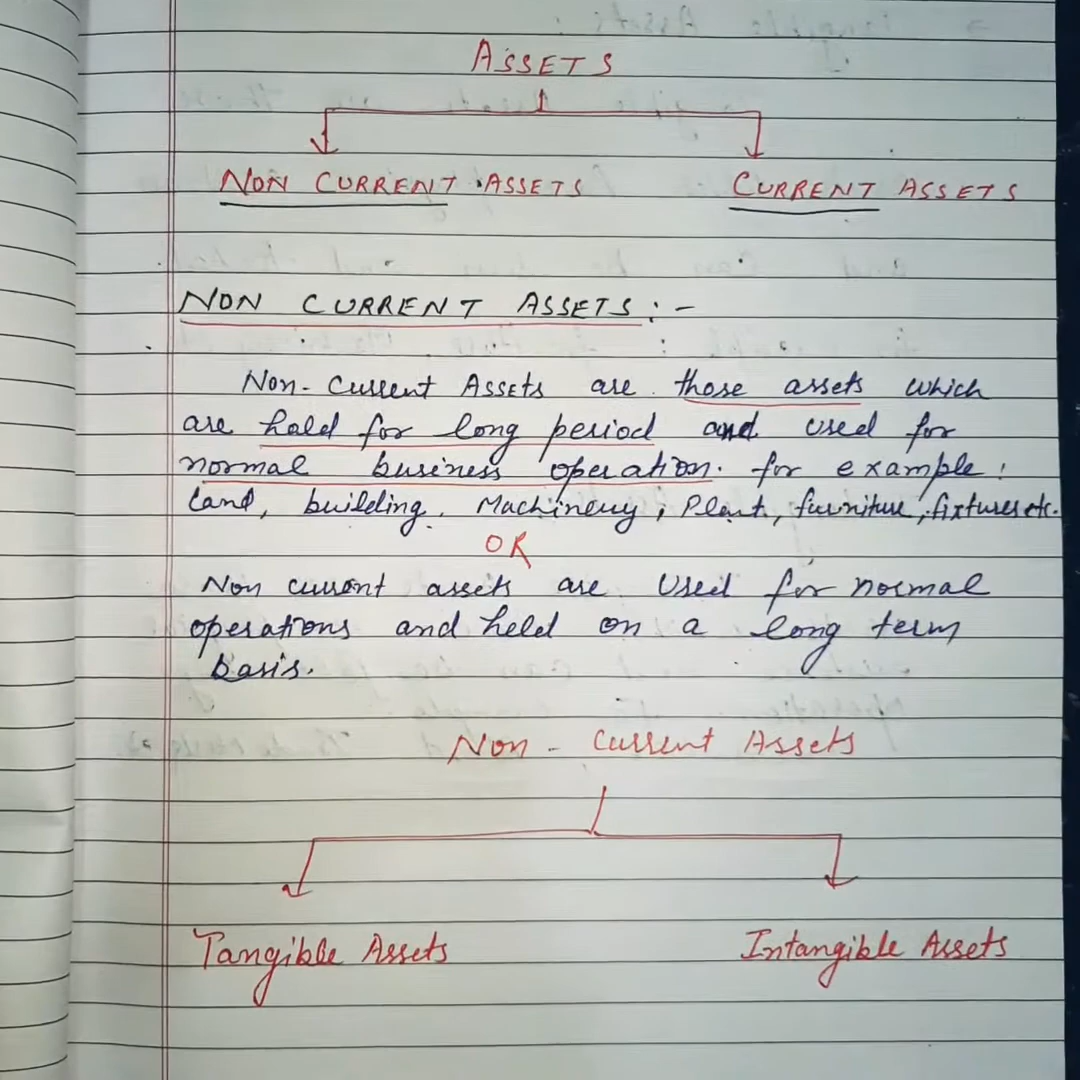 ASSETS
NON CURRENT ASSETS CURRENT ASSETS
NON CURRENT ASSETS :-
Non-Current Assets are those assets which
are hald for long period and used for
normal business operation. for example:
Land, building, Machinery, Plant, furniture, fixtures etc.
OR
Non current assets are Used for normal
operations and held on a long term
basis.
Non - Current Assets
Tangible Assets Intangible Assets